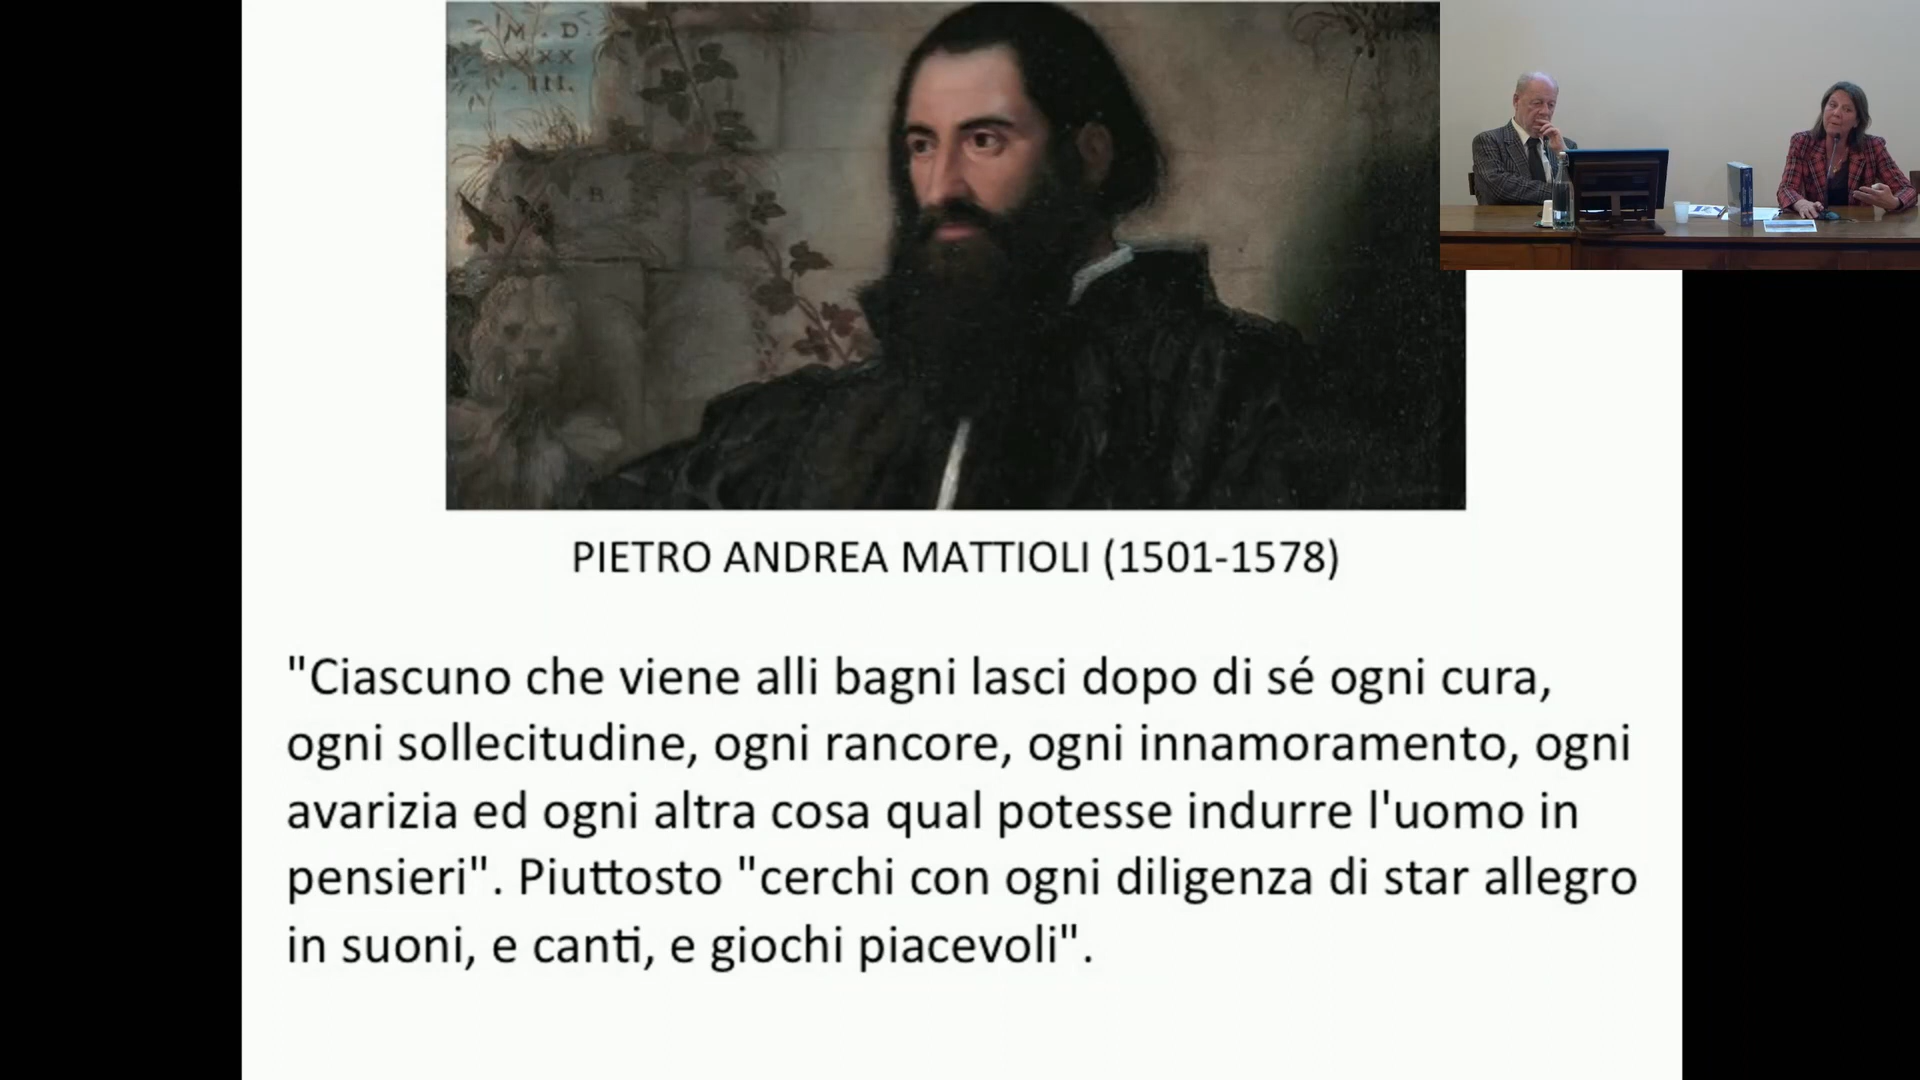 M . D
XXX
III.
PIETRO ANDREA MATTIOLI (1501-1578)
"Ciascuno che viene alli bagni lasci dopo di sé ogni cura,
ogni sollecitudine, ogni rancore, ogni innamoramento, ogni
avarizia ed ogni altra cosa qual potesse indurre l'uomo in
pensieri". Piuttosto "cerchi con ogni diligenza di star allegro
in suoni, e canti, e giochi piacevoli".